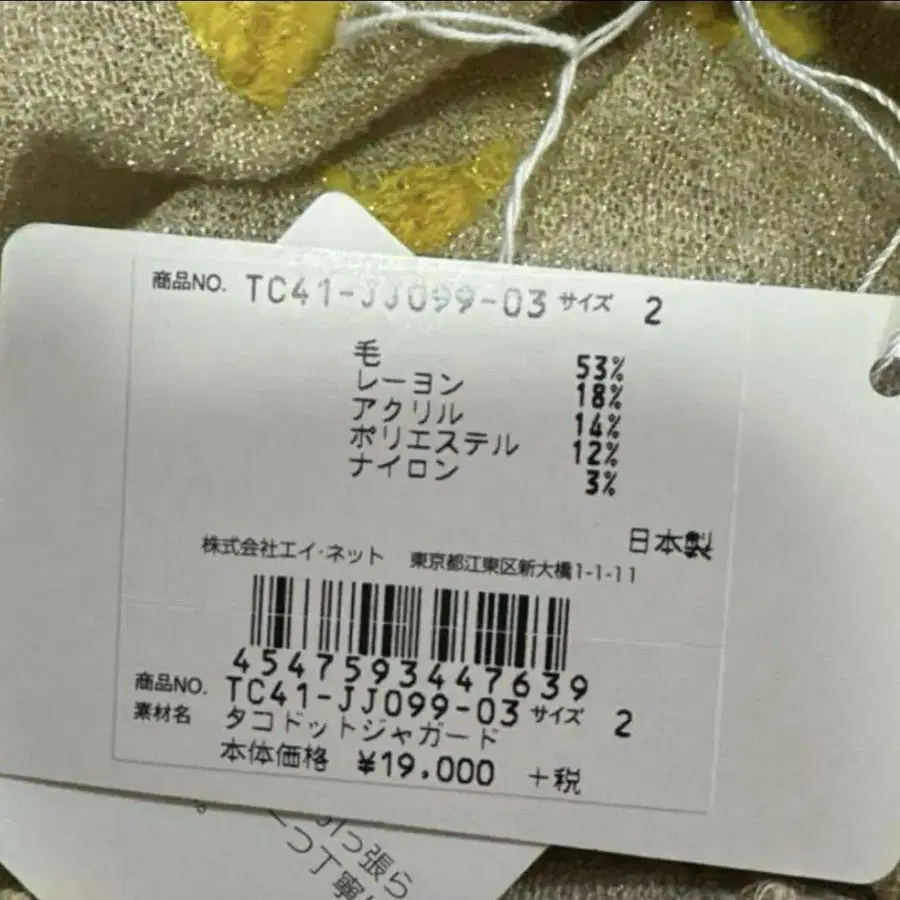 商品NO. TC41-JJ099-03 サイズ 2
毛 53%
レーヨン 18%
アクリル 14%
ポリエステル 12%
ナイロン 3%
日本製
株式会社エイ・ネット 東京都江東区新大橋1-1-11
4547593447639
商品NO. TC41-JJ099-03 サイズ 2
素材名 タコドットジャガード
本体価格 ¥19,000 +税